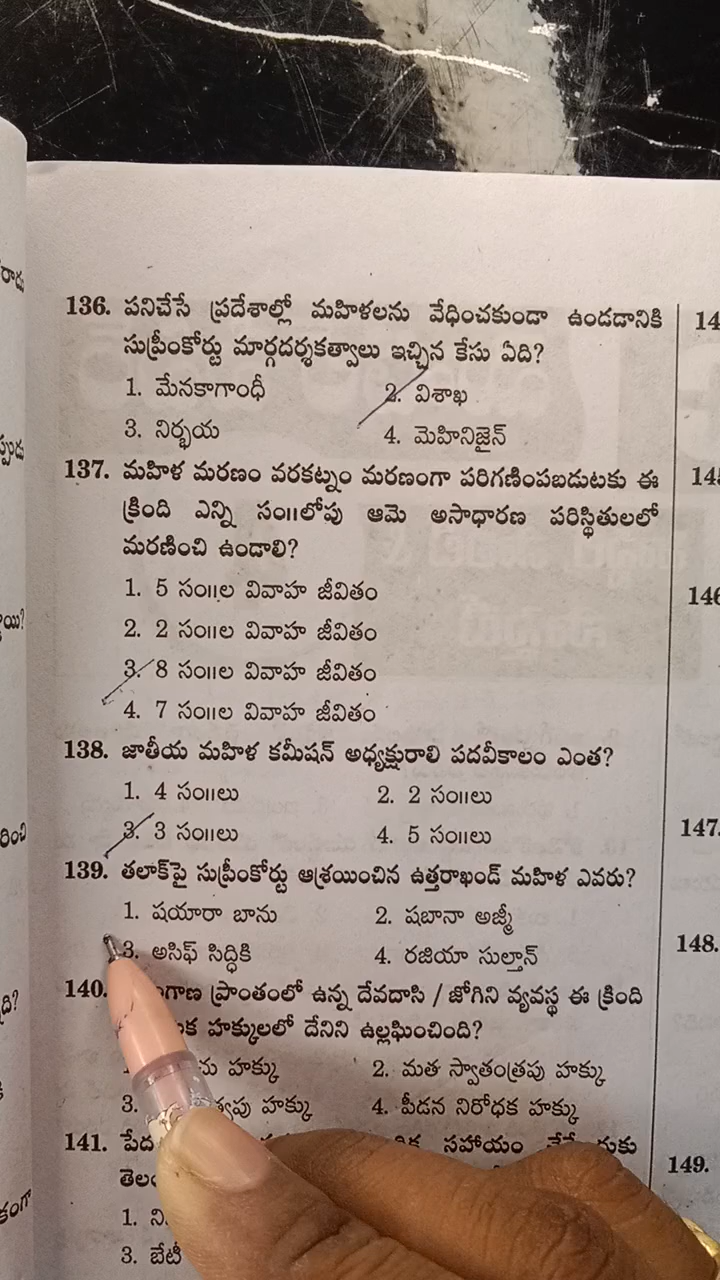 136. పనిచేసే ప్రదేశాల్లో మహిళలను వేధించకుండా ఉండడానికి
సుప్రీంకోర్టు మార్గదర్శకత్వాలు ఇచ్చిన కేసు ఏది?
1. మేనకాగాంధీ 2. విశాఖ
3. నిర్భయ 4. మెహినిజైన్
137. మహిళ మరణం వరకట్నం మరణంగా పరిగణింపబడుటకు ఈ
క్రింది ఎన్ని సం॥లోపు ఆమె అసాధారణ పరిస్థితులలో
మరణించి ఉండాలి?
1. 5 సం॥ల వివాహ జీవితం
2. 2 సం॥ల వివాహ జీవితం
3. 8 సం॥ల వివాహ జీవితం
4. 7 సం॥ల వివాహ జీవితం
138. జాతీయ మహిళ కమీషన్ అధ్యక్షురాలి పదవీకాలం ఎంత?
1. 4 సం॥లు 2. 2 సం॥లు
3. 3 సం॥లు 4. 5 సం॥లు
139. తలాక్‌పై సుప్రీంకోర్టు ఆశ్రయించిన ఉత్తరాఖండ్ మహిళ ఎవరు?
1. షయారా బాను 2. షబానా అజ్మీ
3. అసిఫ్ సిద్ధికి 4. రజియా సుల్తాన్
140. ప్రాంతంలో ఉన్న దేవదాసి / జోగిని వ్యవస్థ ఈ క్రింది
హక్కులలో దేనిని ఉల్లఘించింది?
హక్కు 2. మత స్వాతంత్రపు హక్కు
3. హక్కు 4. పీడన నిరోధక హక్కు
141. సహాయం
1.
3. బేటీ
145
146
147.
148.
149.